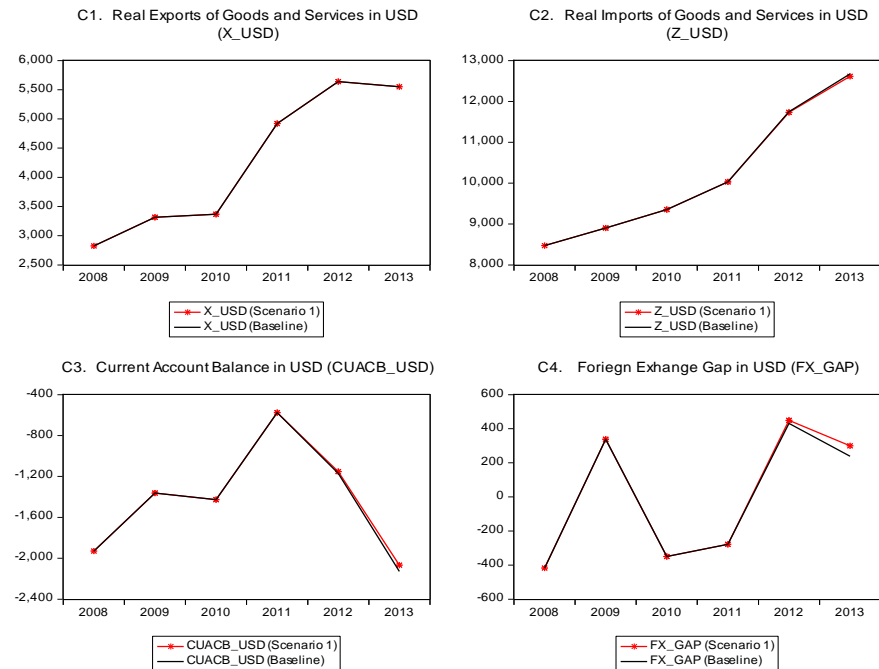 C1. Real Exports of Goods and Services in USD
(X_USD)
6,000
5,500
5,000
4,500
4,000
3,500
3,000
2,500
2008 2009 2010 2011 2012 2013
X_USD (Scenario 1)
X_USD (Baseline)
C2. Real Imports of Goods and Services in USD
(Z_USD)
13,000
12,000
11,000
10,000
9,000
8,000
2008 2009 2010 2011 2012 2013
Z_USD (Scenario 1)
Z_USD (Baseline)
C3. Current Account Balance in USD (CUACB_USD)
-400
-800
-1,200
-1,600
-2,000
-2,400
2008 2009 2010 2011 2012 2013
CUACB_USD (Scenario 1)
CUACB_USD (Baseline)
C4. Foriegn Exhange Gap in USD (FX_GAP)
600
400
200
0
-200
-400
-600
2008 2009 2010 2011 2012 2013
FX_GAP (Scenario 1)
FX_GAP (Baseline)